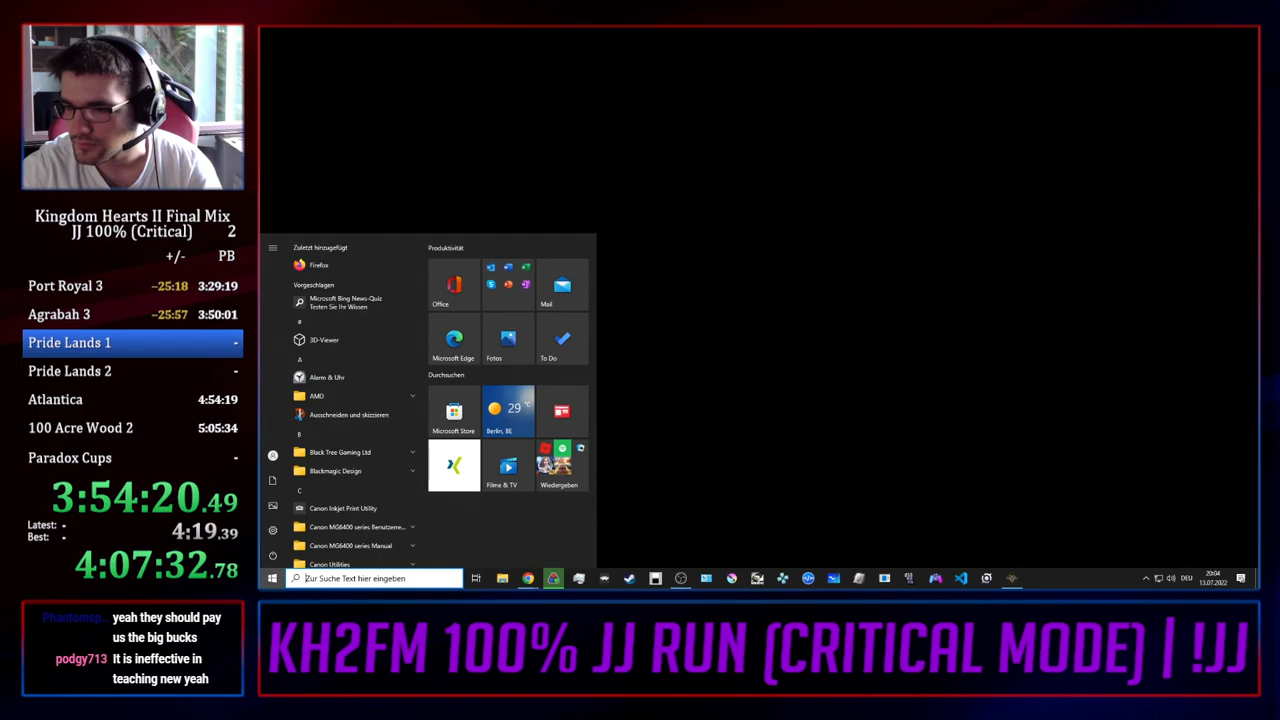 Kingdom Hearts II Final Mix
JJ 100% (Critical) 2
+/- PB
Port Royal 3 −25:18 3:29:19
Agrabah 3 −25:57 3:50:01
Pride Lands 1 -
Pride Lands 2 -
Atlantica 4:54:19
100 Acre Wood 2 5:05:34
Paradox Cups -
3:54:20.49
Latest: - 4:19.39
Best: -
4:07:32.78
Phantomsp... yeah they should pay
us the big bucks
podgy713 It is ineffective in
teaching new yeah
Zuletzt hinzugefügt
Firefox
Vorgeschlagen
Microsoft Bing News-Quiz
Testen Sie Ihr Wissen
#
3D-Viewer
A
Alarm & Uhr
AMD
Ausschneiden und skizzieren
B
Black Tree Gaming Ltd
Blackmagic Design
C
Canon Inkjet Print Utility
Canon MG6400 series Benutzerre...
Canon MG6400 series Manual
Canon Utilities
Produktivität
Office
Mail
Microsoft Edge
Fotos
To Do
Durchsuchen
Microsoft Store
29 °C
Berlin, BE
Filme & TV
Wiedergeben
Zur Suche Text hier eingeben
DEU
20:04
13.07.2022
KH2FM 100% JJ RUN (CRITICAL MODE) | !JJ